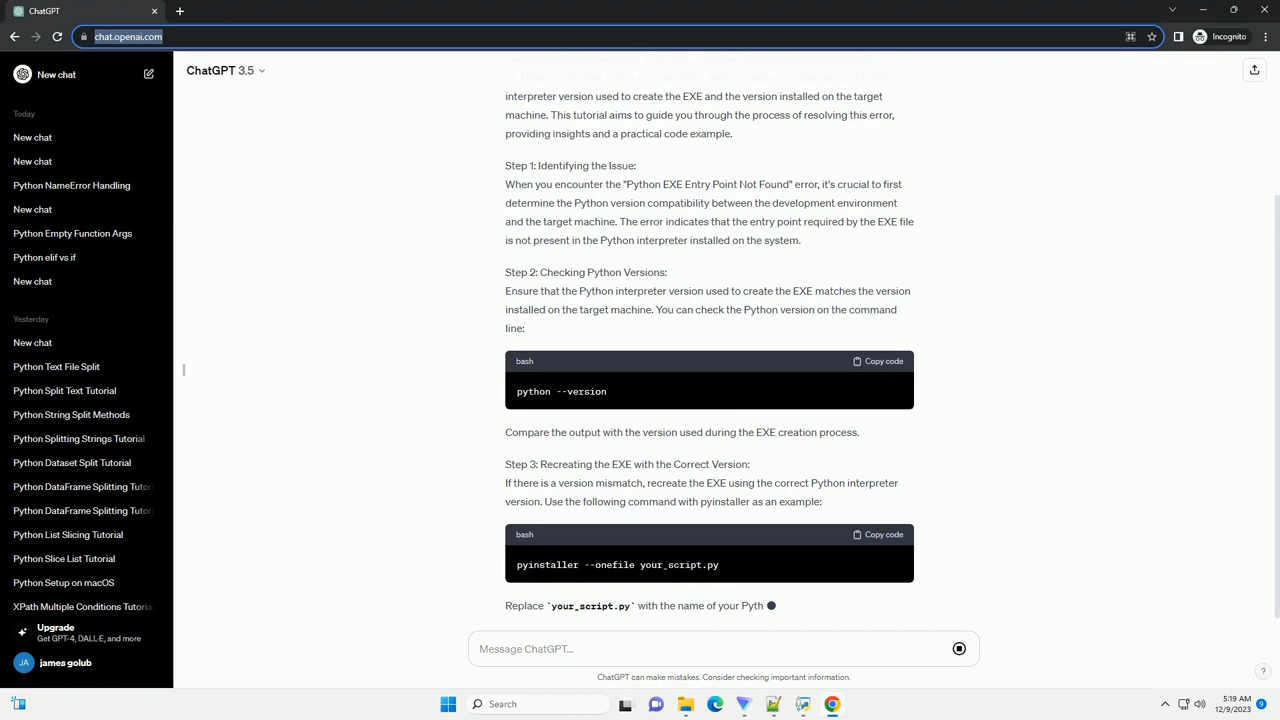 ChatGPT
chat.openai.com
Incognito
New chat
ChatGPT 3.5
Today
New chat
New chat
Python NameError Handling
New chat
Python Empty Function Args
Python elif vs if
New chat
Yesterday
New chat
Python Text File Split
Python Split Text Tutorial
Python String Split Methods
Python Splitting Strings Tutorial
Python Dataset Split Tutorial
Python DataFrame Splitting Tutor
Python DataFrame Splitting Tutor
Python List Slicing Tutorial
Python Slice List Tutorial
Python Setup on macOS
XPath Multiple Conditions Tutoria
Upgrade
Get GPT-4, DALL·E, and more
JA
james golub
interpreter version used to create the EXE and the version installed on the target
machine. This tutorial aims to guide you through the process of resolving this error,
providing insights and a practical code example.
Step 1: Identifying the Issue:
When you encounter the "Python EXE Entry Point Not Found" error, it's crucial to first
determine the Python version compatibility between the development environment
and the target machine. The error indicates that the entry point required by the EXE file
is not present in the Python interpreter installed on the system.
Step 2: Checking Python Versions:
Ensure that the Python interpreter version used to create the EXE matches the version
installed on the target machine. You can check the Python version on the command
line:
bash
Copy code
python --version
Compare the output with the version used during the EXE creation process.
Step 3: Recreating the EXE with the Correct Version:
If there is a version mismatch, recreate the EXE using the correct Python interpreter
version. Use the following command with pyinstaller as an example:
bash
Copy code
pyinstaller --onefile your_script.py
Replace `your_script.py` with the name of your Pyth
Message ChatGPT...
ChatGPT can make mistakes. Consider checking important information.
?
Search
5:19 AM
12/9/2023
9